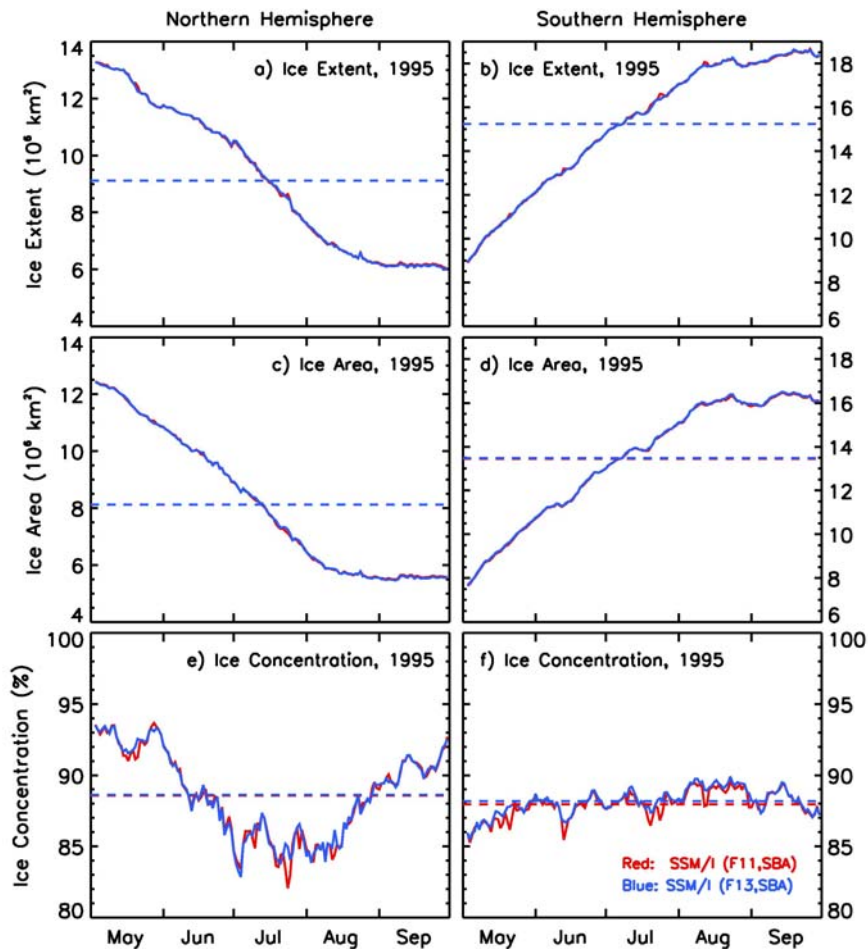 Northern Hemisphere Southern Hemisphere
a) Ice Extent, 1995
b) Ice Extent, 1995
Ice Extent (10⁶ km²)
14
12
10
8
6
4
18
16
14
12
10
8
6
c) Ice Area, 1995
d) Ice Area, 1995
Ice Area (10⁶ km²)
14
12
10
8
6
4
18
16
14
12
10
8
6
e) Ice Concentration, 1995
f) Ice Concentration, 1995
Ice Concentration (%)
100
95
90
85
80
100
95
90
85
80
Red: SSM/I (F11,SBA)
Blue: SSM/I (F13,SBA)
May Jun Jul Aug Sep May Jun Jul Aug Sep